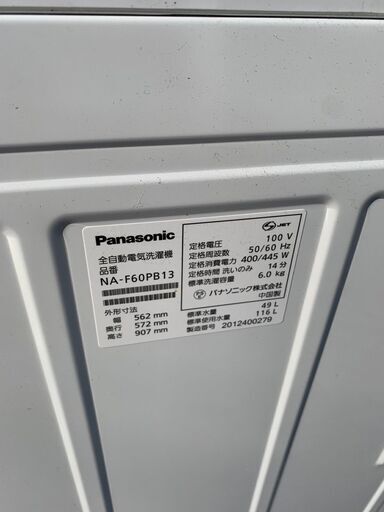 Panasonic
全自動電気洗濯機
品番
NA-F60PB13
外形寸法
幅 562 mm
奥行 572 mm
高さ 907 mm
JET
定格電圧 100 V
定格周波数 50/60 Hz
定格消費電力 400/445 W
定格時間 洗いのみ 14 分
標準洗濯容量 6.0 kg
パナソニック株式会社
中国製
標準水量 49 L
標準使用水量 116 L
製造番号 2012400279